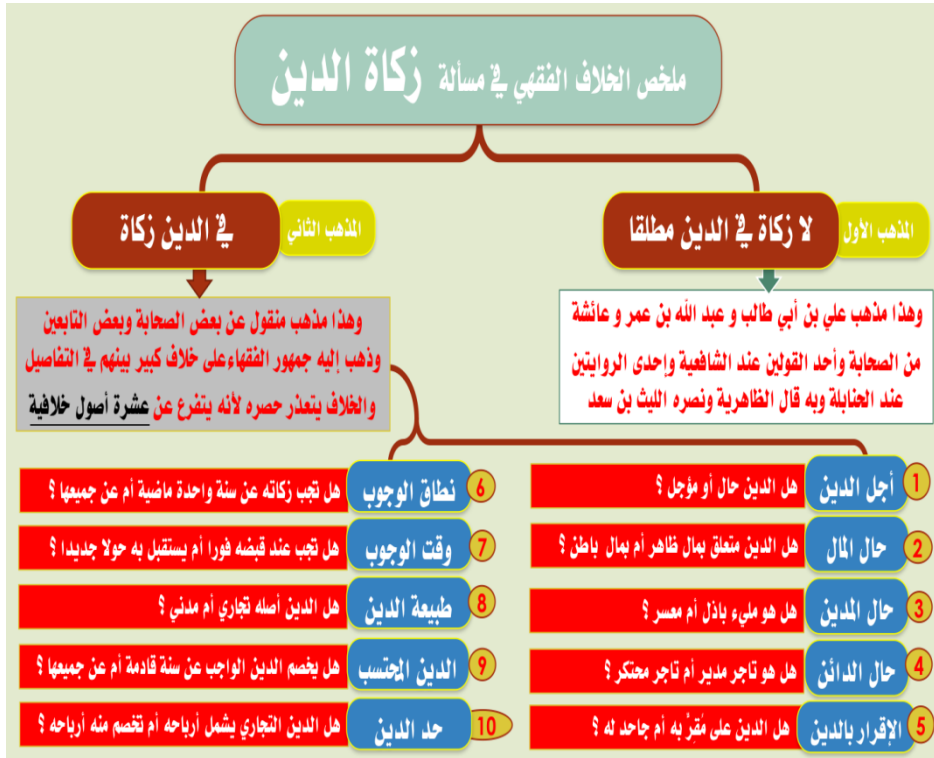 ملخص الخلاف الفقهي في مسألة زكاة الدين
المذهب الأول
لا زكاة في الدين مطلقا
وهذا مذهب علي بن أبي طالب و عبد الله بن عمر و عائشة
من الصحابة وأحد القولين عند الشافعية وإحدى الروايتين
عند الحنابلة وبه قال الظاهرية ونصره الليث بن سعد
المذهب الثاني
في الدين زكاة
وهذا مذهب منقول عن بعض الصحابة وبعض التابعين
وذهب إليه جمهور الفقهاء على خلاف كبير بينهم في التفاصيل
والخلاف يتعذر حصره لأنه يتفرع عن عشرة أصول خلافية
1 أجل الدين هل الدين حال أو مؤجل ؟
2 حال المال هل الدين متعلق بمال ظاهر أم بمال باطن ؟
3 حال المدين هل هو مليء باذل أم معسر ؟
4 حال الدائن هل هو تاجر مدير أم تاجر محتكر ؟
5 الإقرار بالدين هل الدين على مُقِرْ به أم جاحد له ؟
6 نطاق الوجوب هل تجب زكاته عن سنة واحدة ماضية أم عن جميعها ؟
7 وقت الوجوب هل تجب عند قبضه فورا أم يستقبل به حولا جديدا ؟
8 طبيعة الدين هل الدين أصله تجاري أم مدني ؟
9 الدين المحتسب هل يخصم الدين الواجب عن سنة قادمة أم عن جميعها ؟
10 حد الدين هل الدين التجاري يشمل أرباحه أم تخصم منه أرباحه ؟